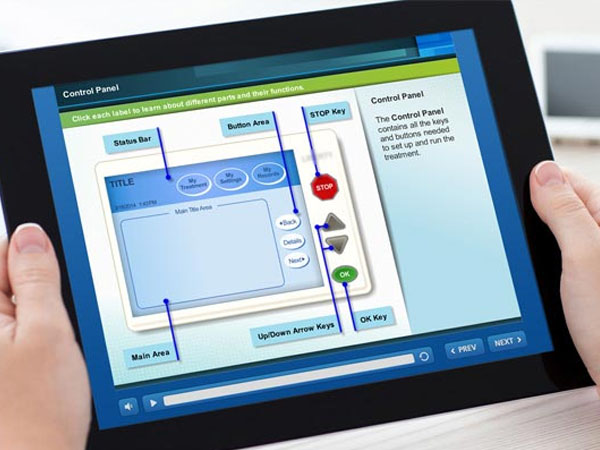 Control Panel
Click each label to learn about different parts and their functions.
Control Panel
The Control Panel
contains all the keys
and buttons needed
to set up and run the
treatment.
Status Bar
Button Area
STOP Key
TITLE
My
Treatment
My
Settings
My
Records
STOP
Main Title Area
Back
Details
Next
OK
Main Area
Up/Down Arrow Keys
OK Key
PREV
NEXT